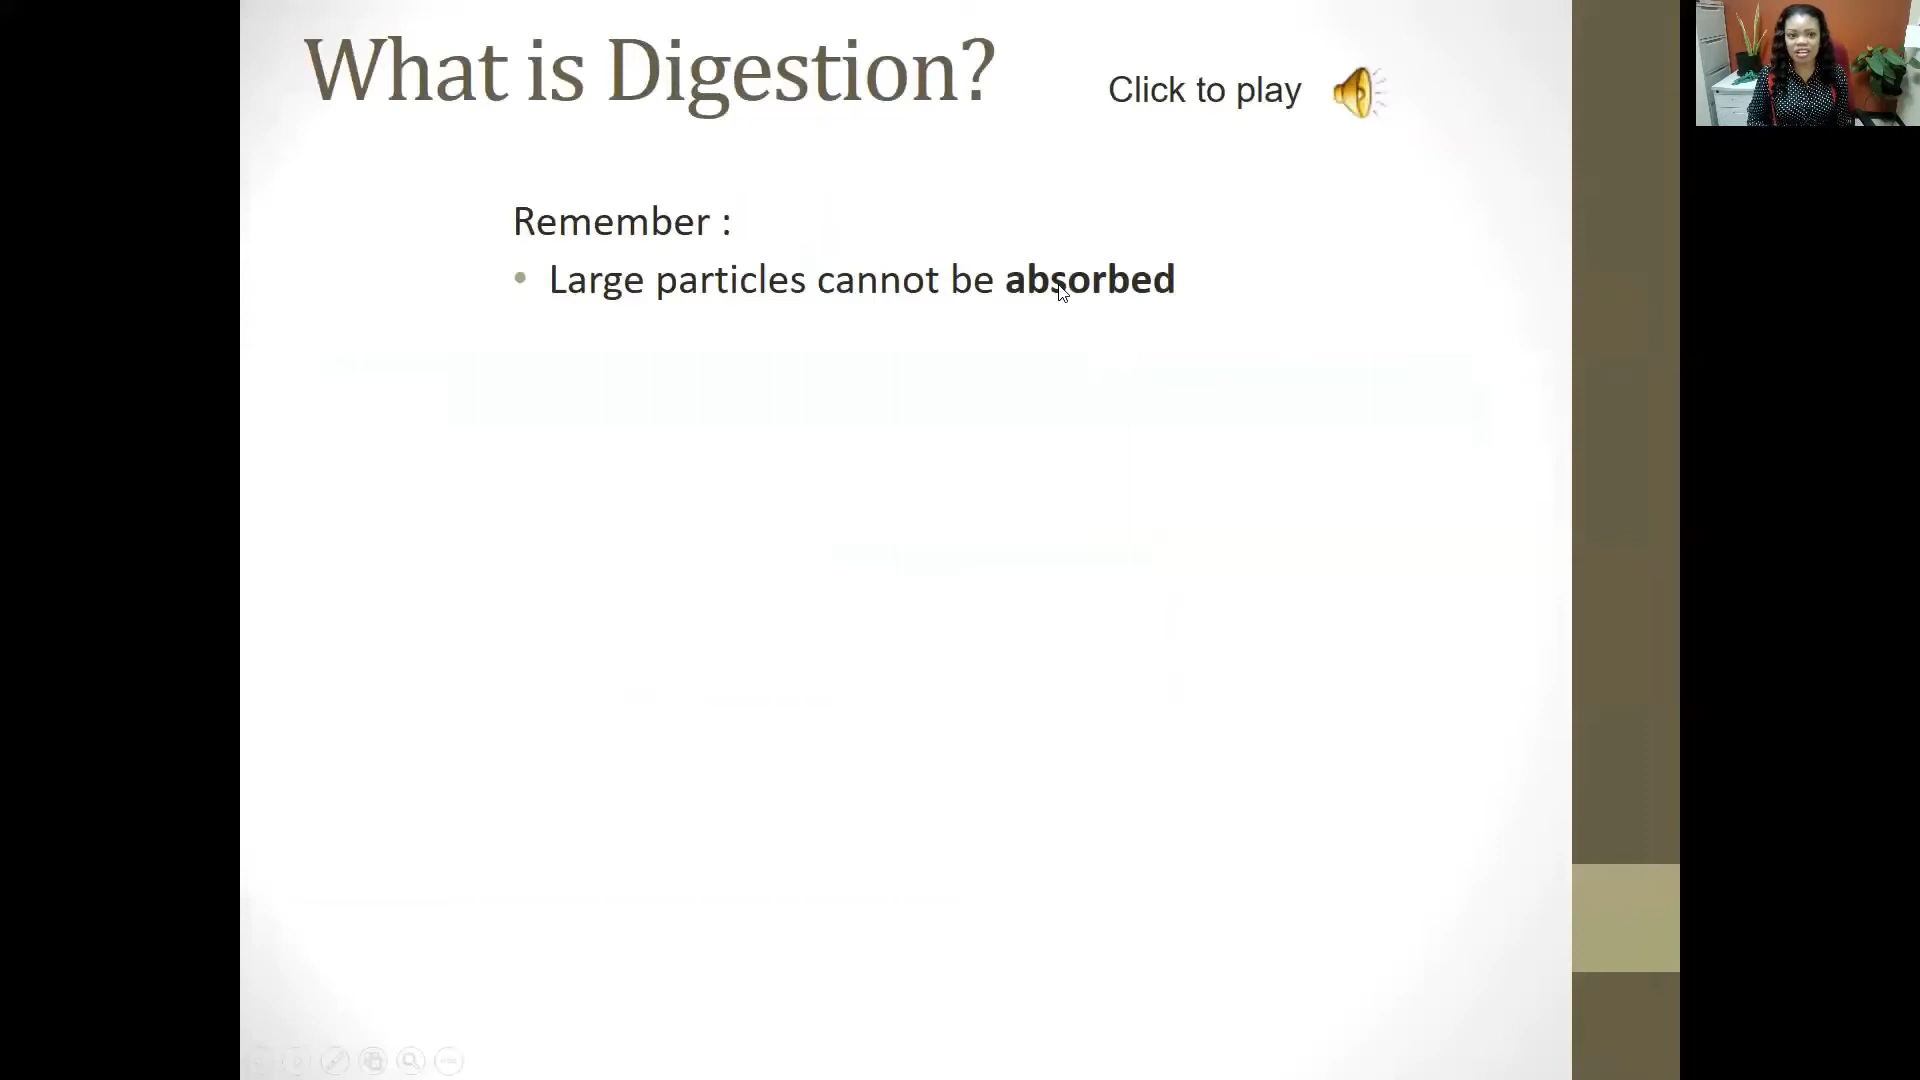 What is Digestion?
Click to play
Remember :
• Large particles cannot be absorbed